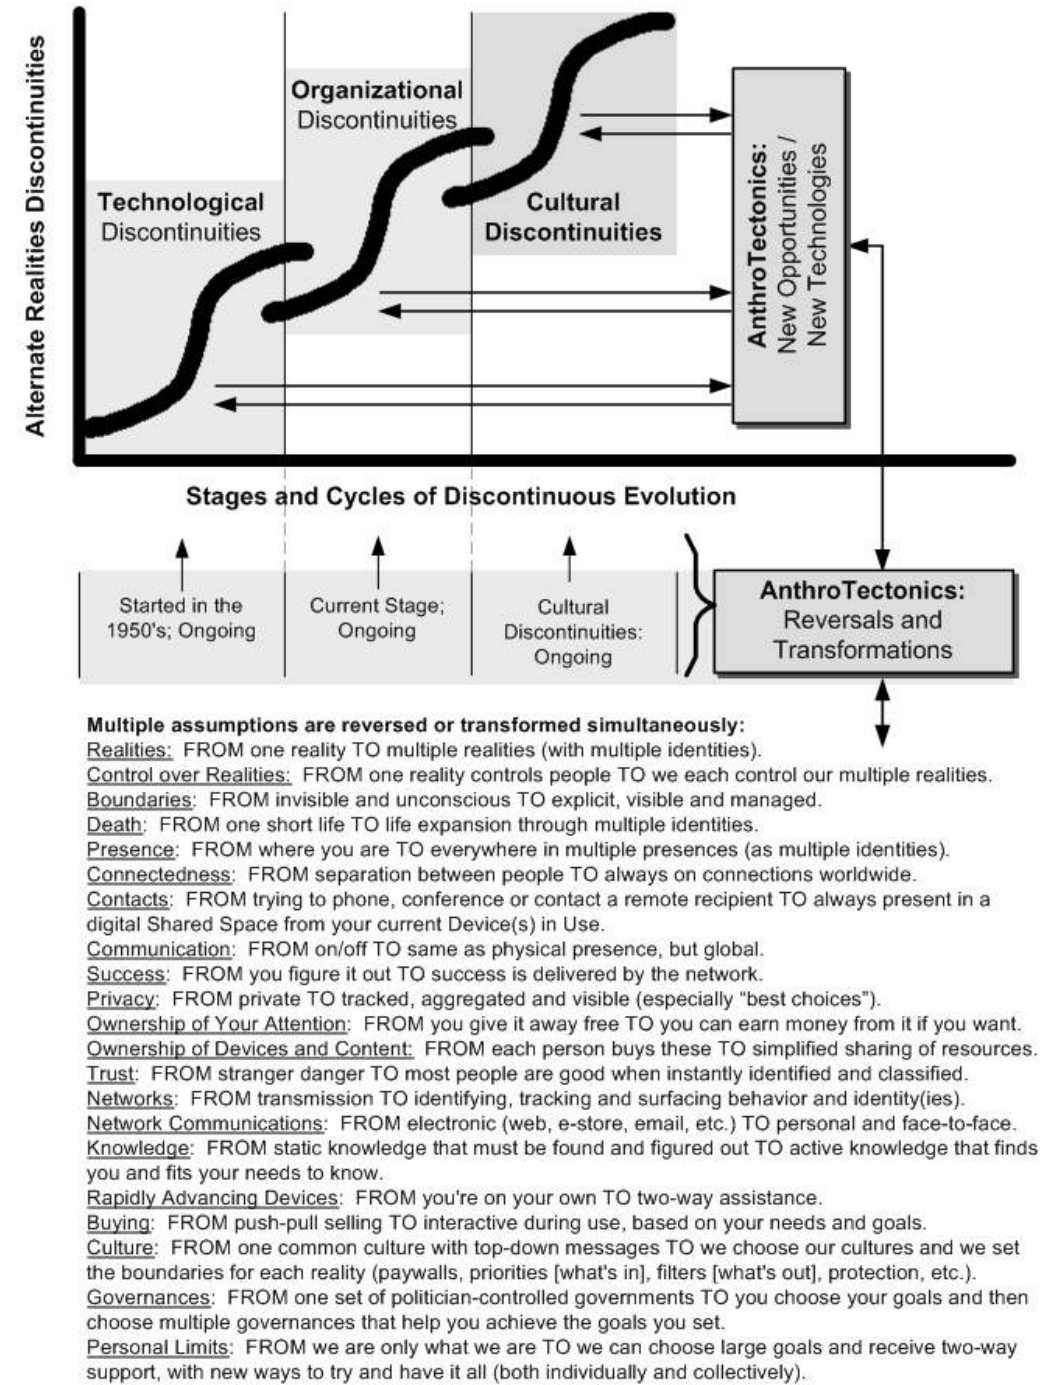 Alternate Realities Discontinuities
Technological
Discontinuities
Organizational
Discontinuities
Cultural
Discontinuities
AnthroTectonics:
New Opportunities /
New Technologies
Stages and Cycles of Discontinuous Evolution
Started in the
1950's; Ongoing
Current Stage;
Ongoing
Cultural
Discontinuities:
Ongoing
AnthroTectonics:
Reversals and
Transformations
Multiple assumptions are reversed or transformed simultaneously:
Realities: FROM one reality TO multiple realities (with multiple identities).
Control over Realities: FROM one reality controls people TO we each control our multiple realities.
Boundaries: FROM invisible and unconscious TO explicit, visible and managed.
Death: FROM one short life TO life expansion through multiple identities.
Presence: FROM where you are TO everywhere in multiple presences (as multiple identities).
Connectedness: FROM separation between people TO always on connections worldwide.
Contacts: FROM trying to phone, conference or contact a remote recipient TO always present in a
digital Shared Space from your current Device(s) in Use.
Communication: FROM on/off TO same as physical presence, but global.
Success: FROM you figure it out TO success is delivered by the network.
Privacy: FROM private TO tracked, aggregated and visible (especially “best choices”).
Ownership of Your Attention: FROM you give it away free TO you can earn money from it if you want.
Ownership of Devices and Content: FROM each person buys these TO simplified sharing of resources.
Trust: FROM stranger danger TO most people are good when instantly identified and classified.
Networks: FROM transmission TO identifying, tracking and surfacing behavior and identity(ies).
Network Communications: FROM electronic (web, e-store, email, etc.) TO personal and face-to-face.
Knowledge: FROM static knowledge that must be found and figured out TO active knowledge that finds
you and fits your needs to know.
Rapidly Advancing Devices: FROM you're on your own TO two-way assistance.
Buying: FROM push-pull selling TO interactive during use, based on your needs and goals.
Culture: FROM one common culture with top-down messages TO we choose our cultures and we set
the boundaries for each reality (paywalls, priorities [what's in], filters [what's out], protection, etc.).
Governances: FROM one set of politician-controlled governments TO you choose your goals and then
choose multiple governances that help you achieve the goals you set.
Personal Limits: FROM we are only what we are TO we can choose large goals and receive two-way
support, with new ways to try and have it all (both individually and collectively).